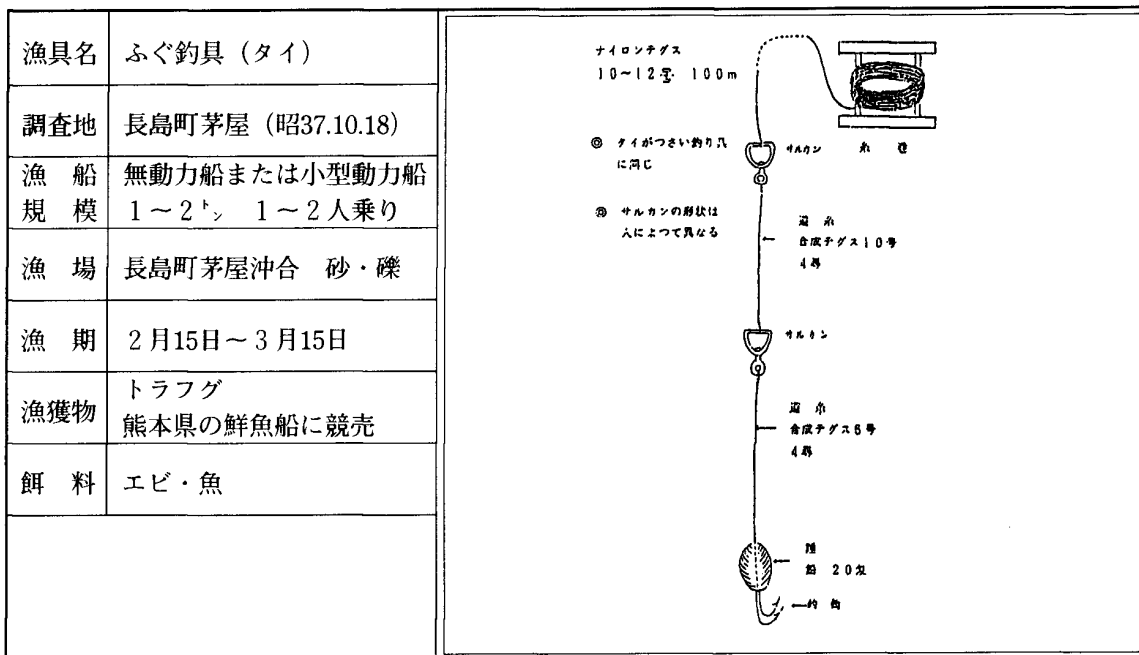 漁具名 ふぐ釣具（タイ）
調査地 長島町茅屋（昭37.10.18）
漁船規模 無動力船または小型動力船
1～2トン 1～2人乗り
漁場 長島町茅屋沖合 砂・礫
漁期 2月15日～3月15日
漁獲物 トラフグ
熊本県の鮮魚船に競売
餌料 エビ・魚
ナイロンテグス
10～12号 100m
◎ タイがつさい釣り具
に同じ
◎ サルカンの形状は
人によつて異なる
糸巻
サルカン
道糸
合成テグス10号
4尋
サルカン
道糸
合成テグス6号
4尋
錘
鉛 20匁
釣鈎